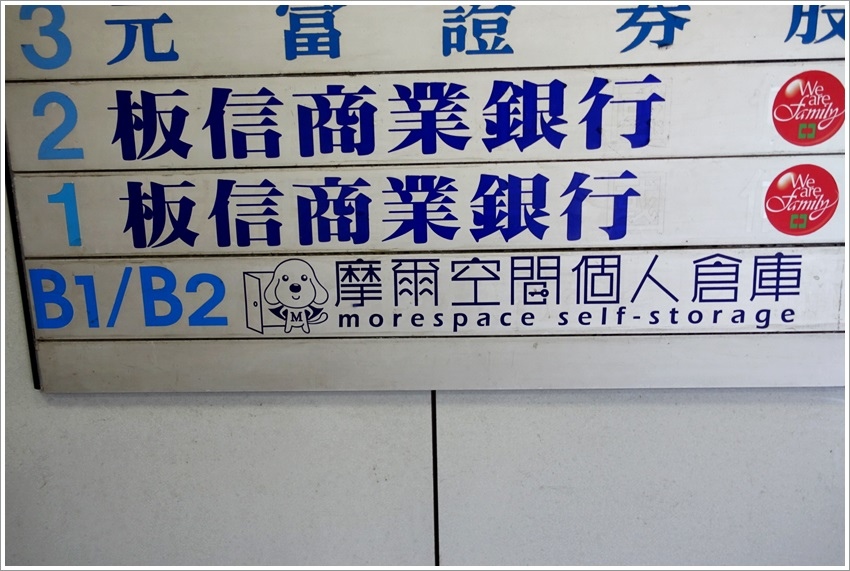 3 元富證券股
2 板信商業銀行 We are Family
1 板信商業銀行 We are Family
B1/B2 M 摩爾空間個人倉庫
morespace self-storage